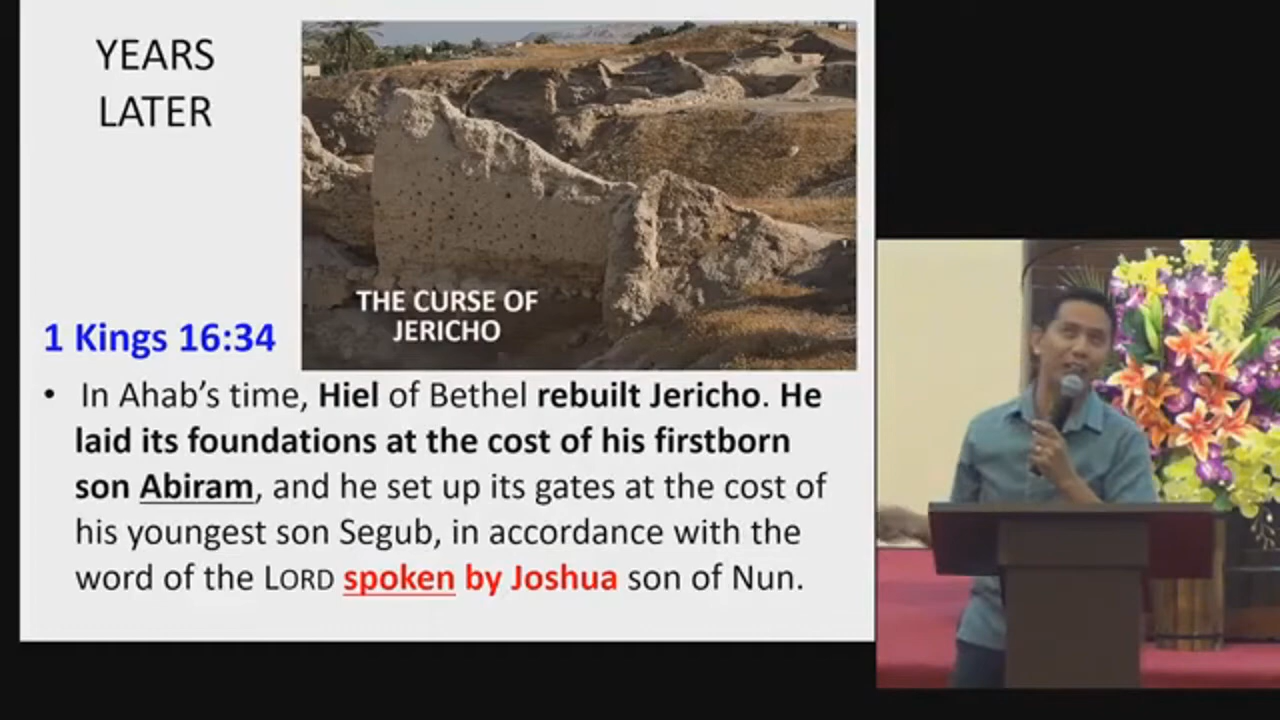 YEARS
LATER
THE CURSE OF
JERICHO
1 Kings 16:34
• In Ahab’s time, Hiel of Bethel rebuilt Jericho. He
laid its foundations at the cost of his firstborn
son Abiram, and he set up its gates at the cost of
his youngest son Segub, in accordance with the
word of the LORD spoken by Joshua son of Nun.